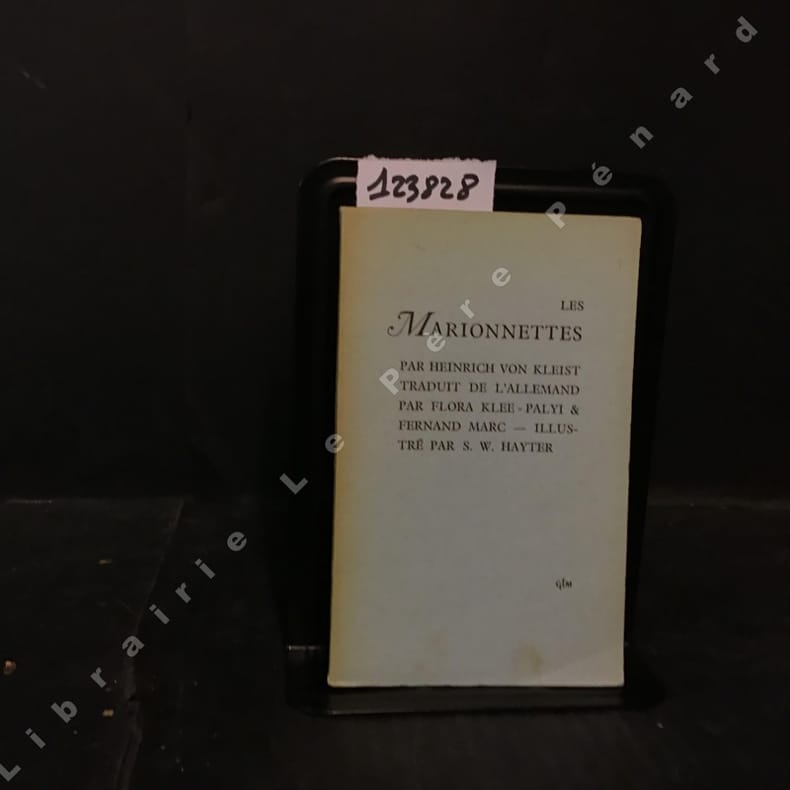 123828
LES
MARIONNETTES
PAR HEINRICH VON KLEIST
TRADUIT DE L'ALLEMAND
PAR FLORA KLEE-PALYI &
FERNAND MARC — ILLUS-
TRÉ PAR S. W. HAYTER
GLM
Librairie Le Père Pénard